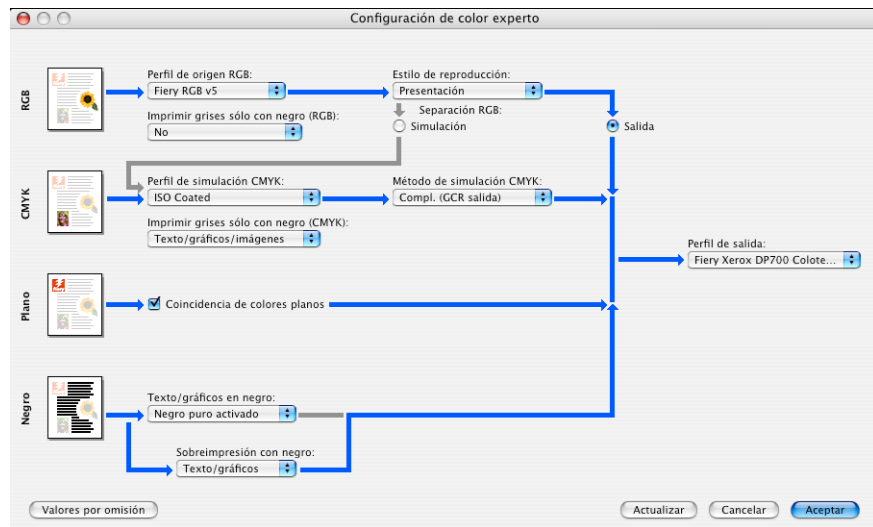 Configuración de color experto
RGB
Perfil de origen RGB:
Fiery RGB v5
Estilo de reproducción:
Presentación
Imprimir grises sólo con negro (RGB):
No
Separación RGB:
Simulación
Salida
CMYK
Perfil de simulación CMYK:
ISO Coated
Método de simulación CMYK:
Compl. (GCR salida)
Imprimir grises sólo con negro (CMYK):
Texto/gráficos/imágenes
Perfil de salida:
Fiery Xerox DP700 Colote...
Plano
Coincidencia de colores planos
Negro
Texto/gráficos en negro:
Negro puro activado
Sobreimpresión con negro:
Texto/gráficos
Valores por omisión
Actualizar
Cancelar
Aceptar